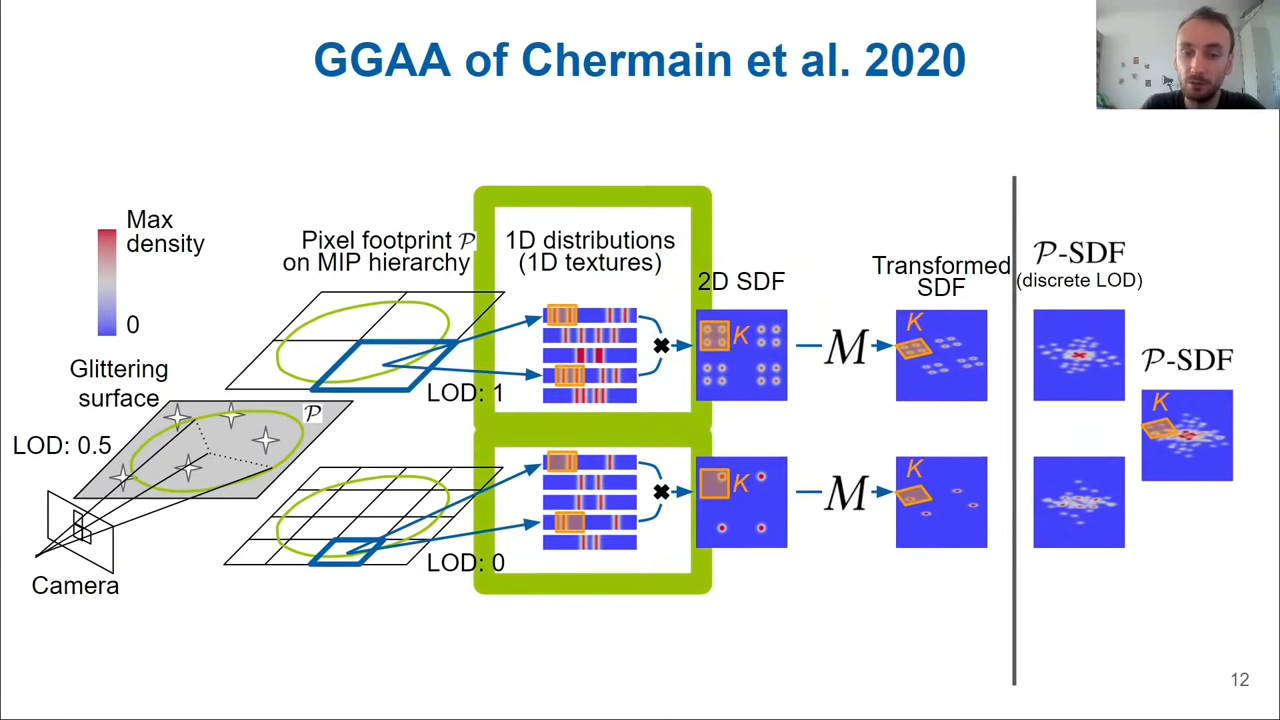 GGAA of Chermain et al. 2020
Max
density
0
Glittering
surface
LOD: 0.5
𝒫
Camera
Pixel footprint 𝒫
on MIP hierarchy
LOD: 1
LOD: 0
1D distributions
(1D textures)
2D SDF
K
K
M
M
Transformed
SDF
K
K
𝒫-SDF
(discrete LOD)
𝒫-SDF
K
12